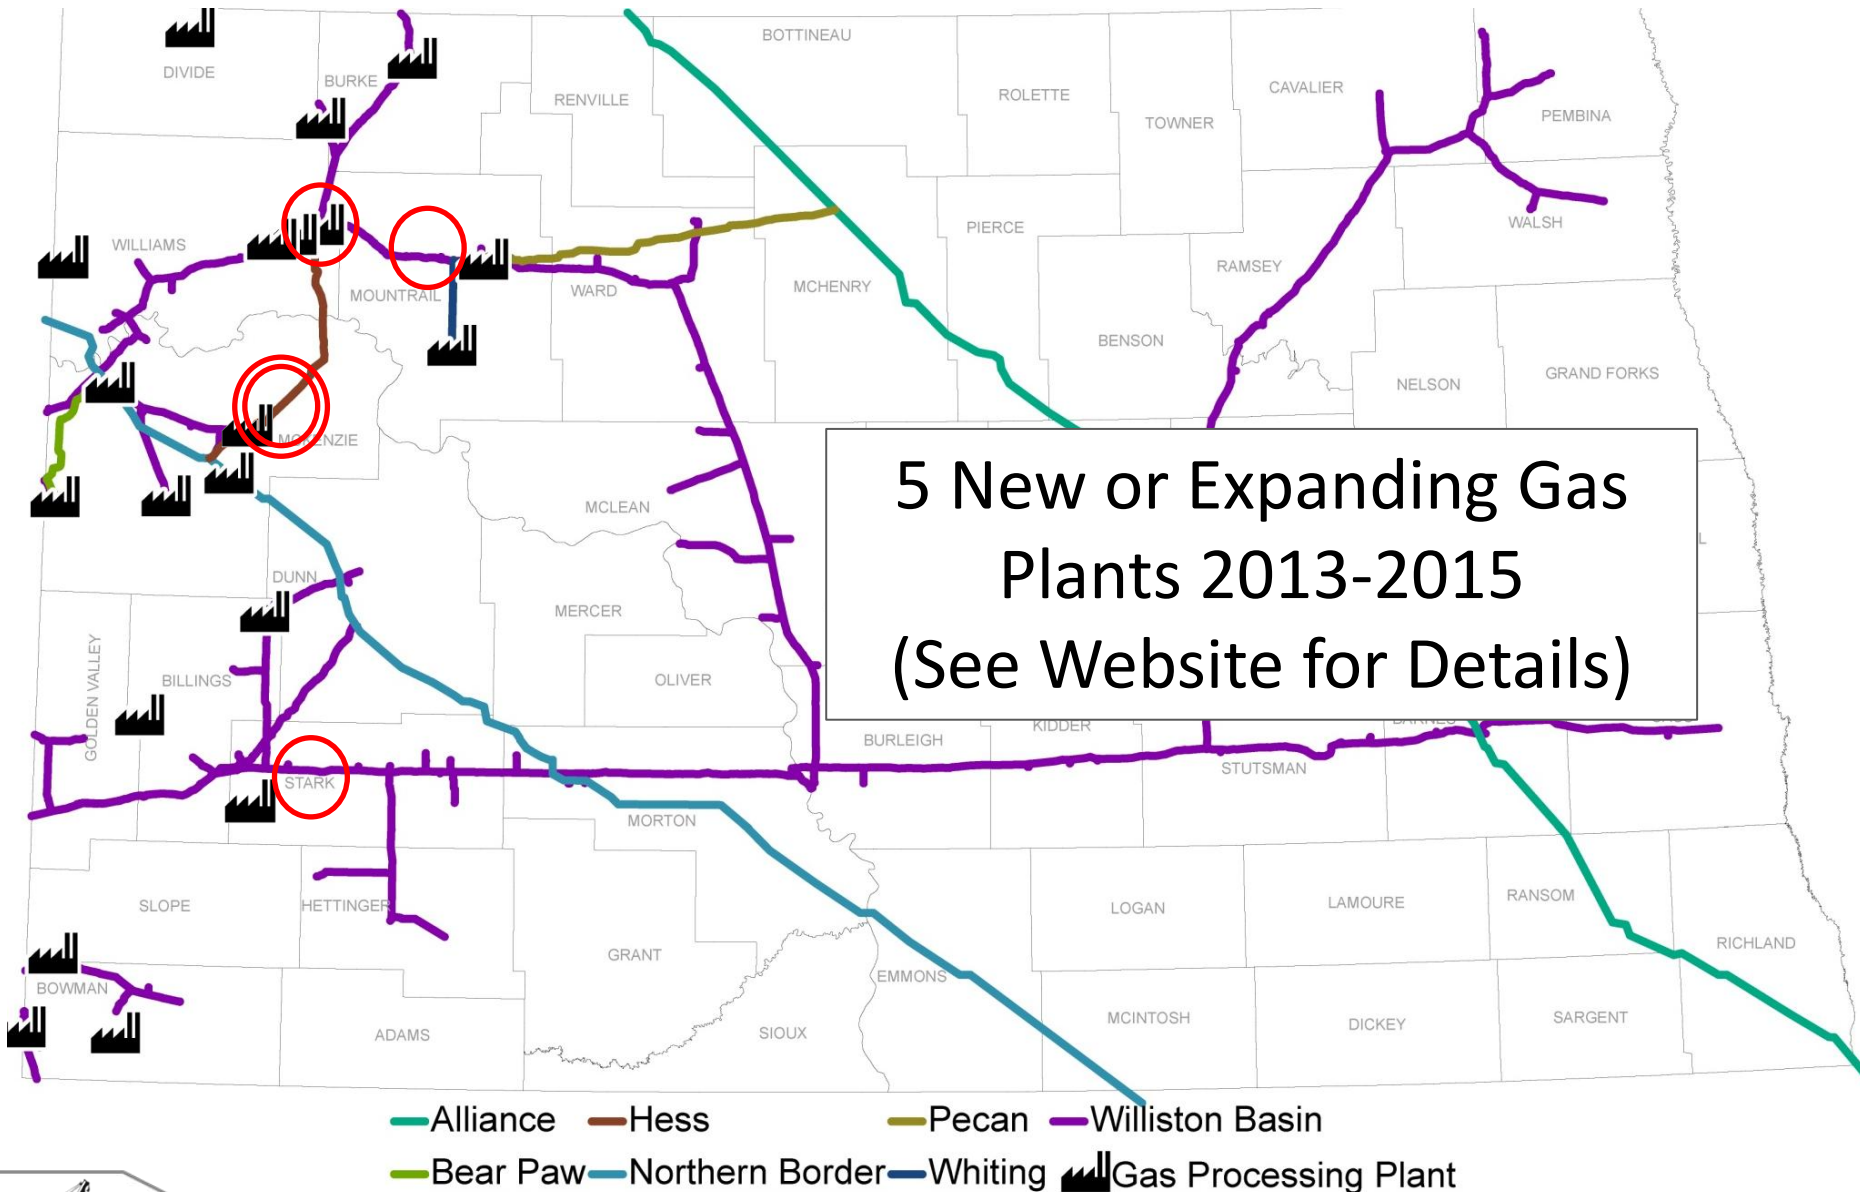 BOTTINEAU
DIVIDE
BURKE
RENVILLE
ROLETTE
CAVALIER
TOWNER
PEMBINA
PIERCE
WALSH
WILLIAMS
RAMSEY
MOUNTRAIL
WARD
MCHENRY
BENSON
NELSON
GRAND FORKS
MCKENZIE
5 New or Expanding Gas
Plants 2013-2015
(See Website for Details)
MCLEAN
DUNN
MERCER
GOLDEN VALLEY
BILLINGS
OLIVER
BURLEIGH
KIDDER
BARNES
STUTSMAN
STARK
MORTON
SLOPE
HETTINGER
LOGAN
LAMOURE
RANSOM
GRANT
RICHLAND
EMMONS
BOWMAN
ADAMS
SIOUX
MCINTOSH
DICKEY
SARGENT
Alliance Hess Pecan Williston Basin
Bear Paw Northern Border Whiting Gas Processing Plant